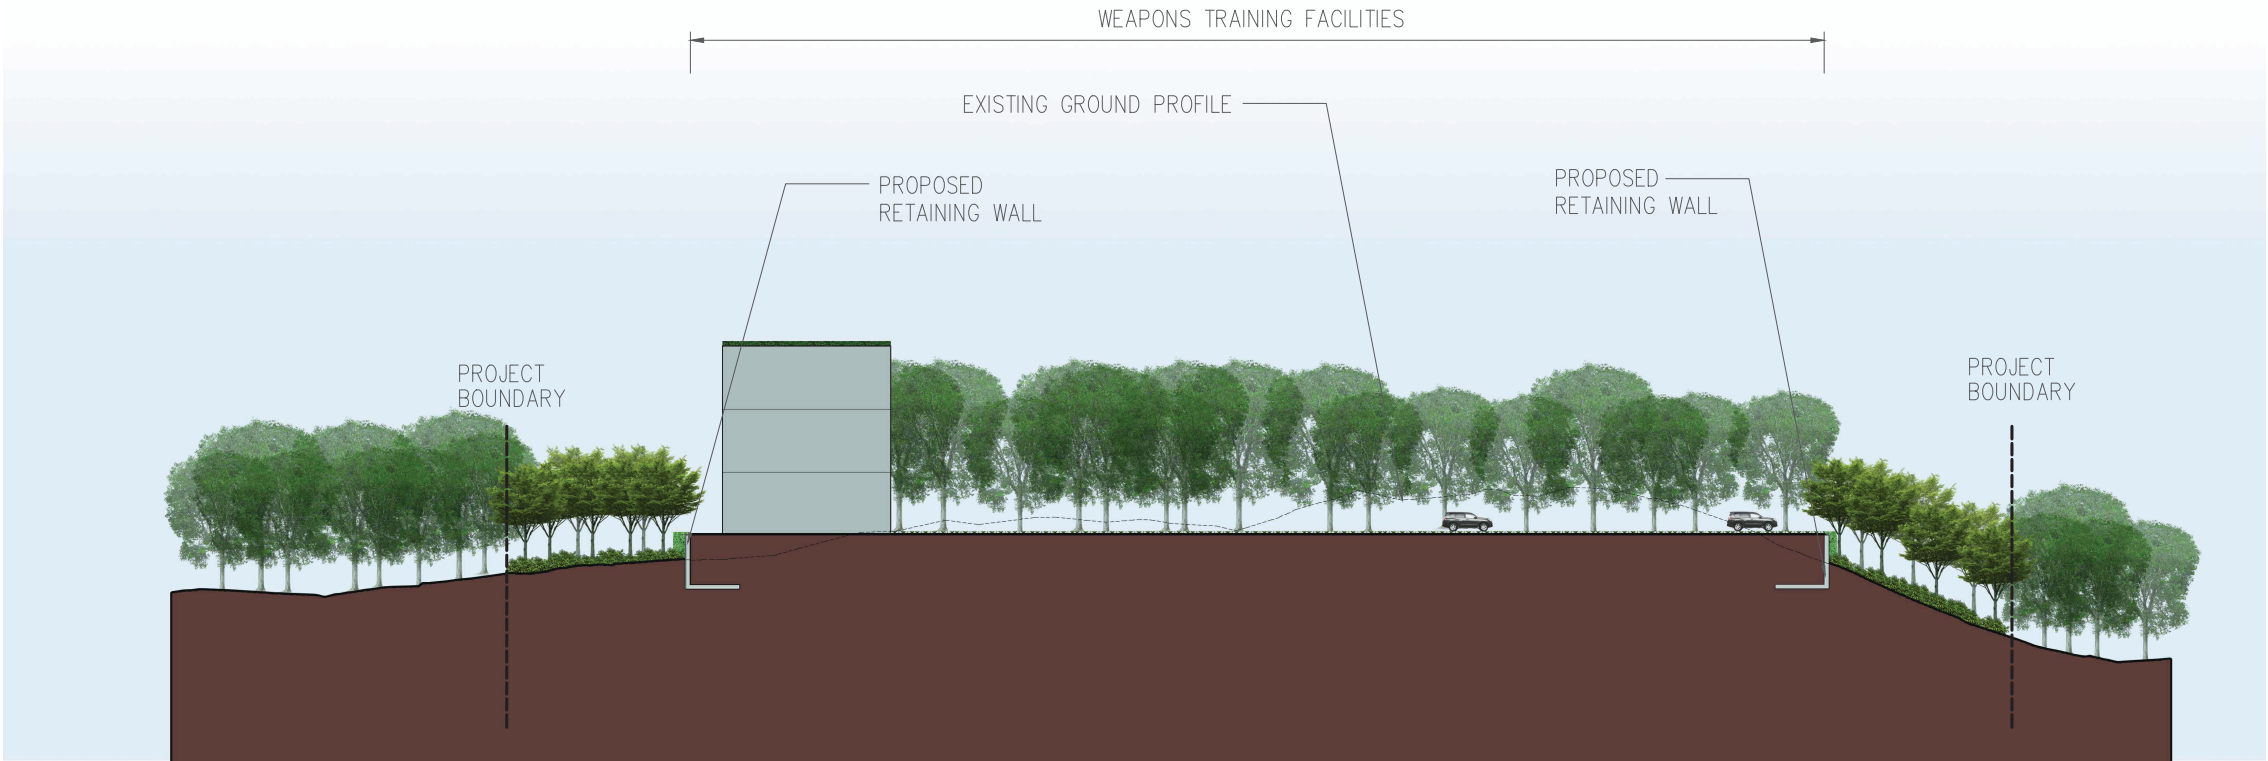 WEAPONS TRAINING FACILITIES
EXISTING GROUND PROFILE
PROPOSED
RETAINING WALL
PROPOSED
RETAINING WALL
PROJECT
BOUNDARY
PROJECT
BOUNDARY